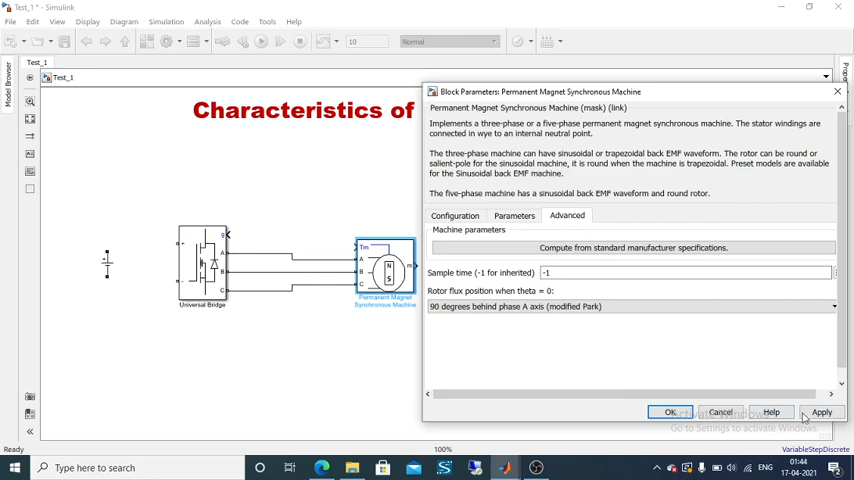 Test_1 * - Simulink
File Edit View Display Diagram Simulation Analysis Code Tools Help
10
Normal
Test_1
Test_1
Model Browser
Characteristics of
g
+
A
B
-
C
Universal Bridge
Tm
A
B
C
N
S
m
Permanent Magnet
Synchronous Machine
Block Parameters: Permanent Magnet Synchronous Machine
Permanent Magnet Synchronous Machine (mask) (link)
Implements a three-phase or a five-phase permanent magnet synchronous machine. The stator windings are
connected in wye to an internal neutral point.
The three-phase machine can have sinusoidal or trapezoidal back EMF waveform. The rotor can be round or
salient-pole for the sinusoidal machine, it is round when the machine is trapezoidal. Preset models are available
for the Sinusoidal back EMF machine.
The five-phase machine has a sinusoidal back EMF waveform and round rotor.
Configuration Parameters Advanced
Machine parameters
Compute from standard manufacturer specifications.
Sample time (-1 for inherited) -1
Rotor flux position when theta = 0:
90 degrees behind phase A axis (modified Park)
OK Cancel Help Apply
Activate Windows
Go to Settings to activate Windows.
Ready
100%
VariableStepDiscrete
Type here to search
ENG
01:44
17-04-2021
2